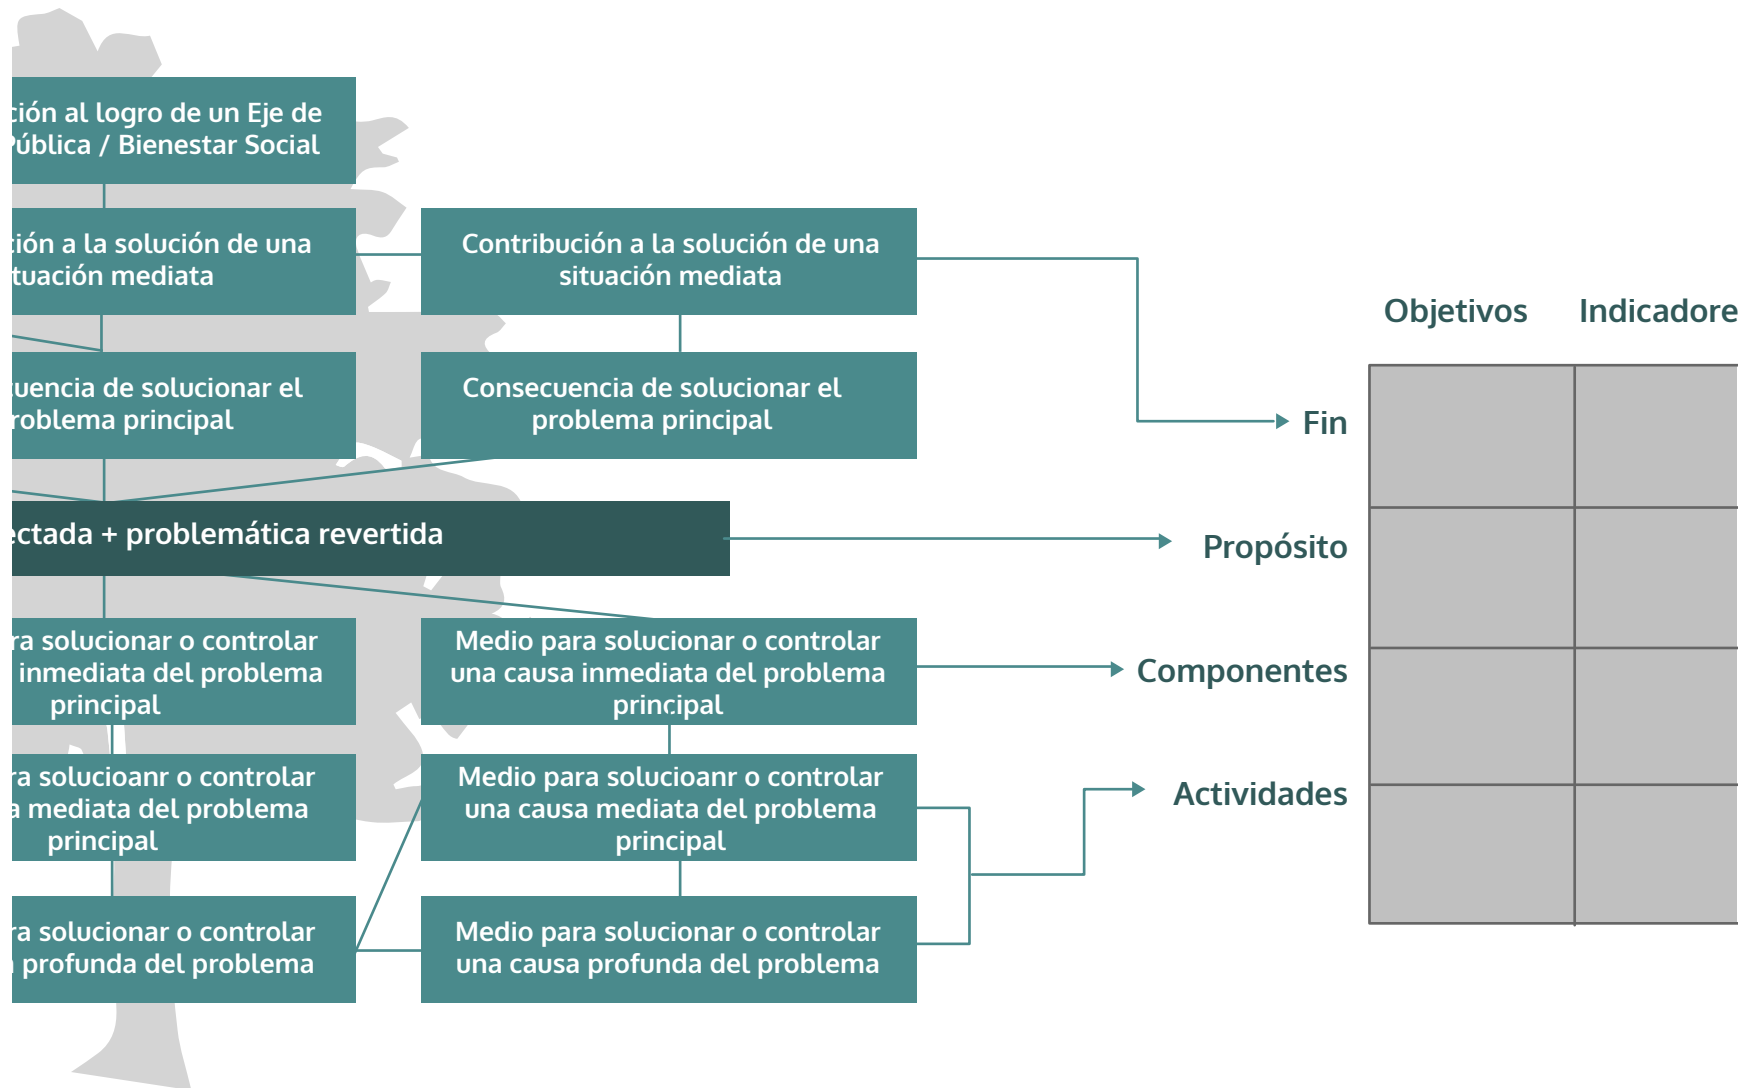 ción al logro de un Eje de
Pública / Bienestar Social
ción a la solución de una
tuación mediata
Contribución a la solución de una
situación mediata
Objetivos
Indicadore
cuencia de solucionar el
roblema principal
Consecuencia de solucionar el
problema principal
Fin
ectada + problemática revertida
Propósito
ra solucionar o controlar
inmediata del problema
principal
Medio para solucionar o controlar
una causa inmediata del problema
principal
Componentes
ra solucioanr o controlar
a mediata del problema
principal
Medio para solucioanr o controlar
una causa mediata del problema
principal
Actividades
ra solucionar o controlar
profunda del problema
Medio para solucionar o controlar
una causa profunda del problema